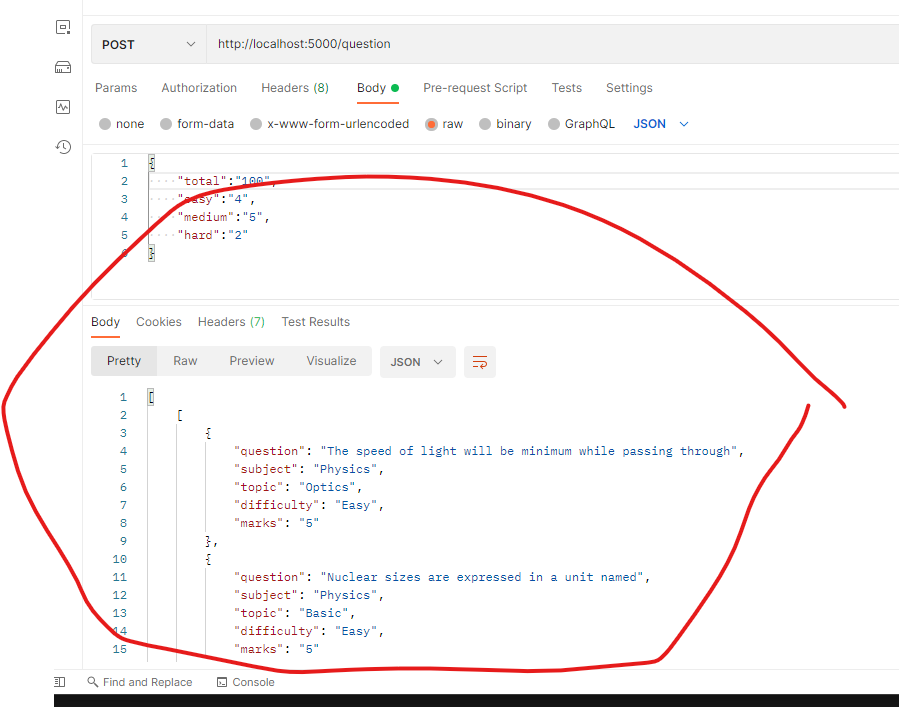 POST http://localhost:5000/question
Params Authorization Headers (8) Body Pre-request Script Tests Settings
none form-data x-www-form-urlencoded raw binary GraphQL JSON
1 {
2 "total":"100",
3 "easy":"4",
4 "medium":"5",
5 "hard":"2"
6 }
Body Cookies Headers (7) Test Results
Pretty Raw Preview Visualize JSON
1 [
2 [
3 {
4 "question": "The speed of light will be minimum while passing through",
5 "subject": "Physics",
6 "topic": "Optics",
7 "difficulty": "Easy",
8 "marks": "5"
9 },
10 {
11 "question": "Nuclear sizes are expressed in a unit named",
12 "subject": "Physics",
13 "topic": "Basic",
14 "difficulty": "Easy",
15 "marks": "5"
Find and Replace Console